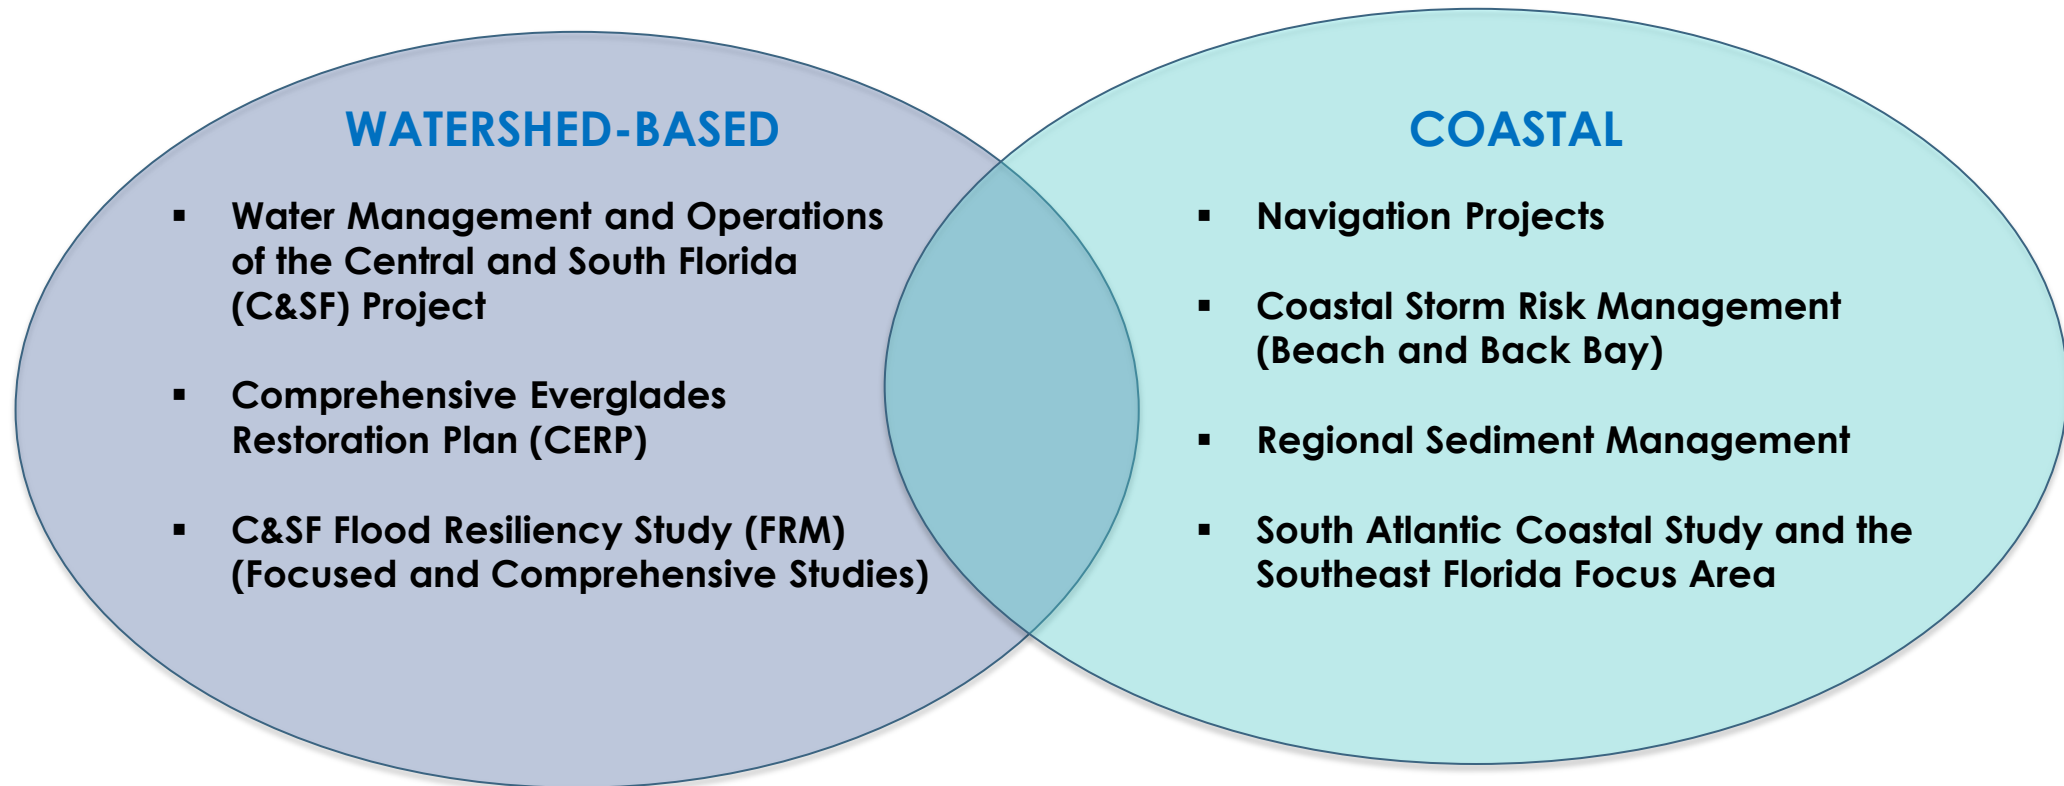 WATERSHED-BASED
▪ Water Management and Operations
of the Central and South Florida
(C&SF) Project
▪ Comprehensive Everglades
Restoration Plan (CERP)
▪ C&SF Flood Resiliency Study (FRM)
(Focused and Comprehensive Studies)
COASTAL
▪ Navigation Projects
▪ Coastal Storm Risk Management
(Beach and Back Bay)
▪ Regional Sediment Management
▪ South Atlantic Coastal Study and the
Southeast Florida Focus Area